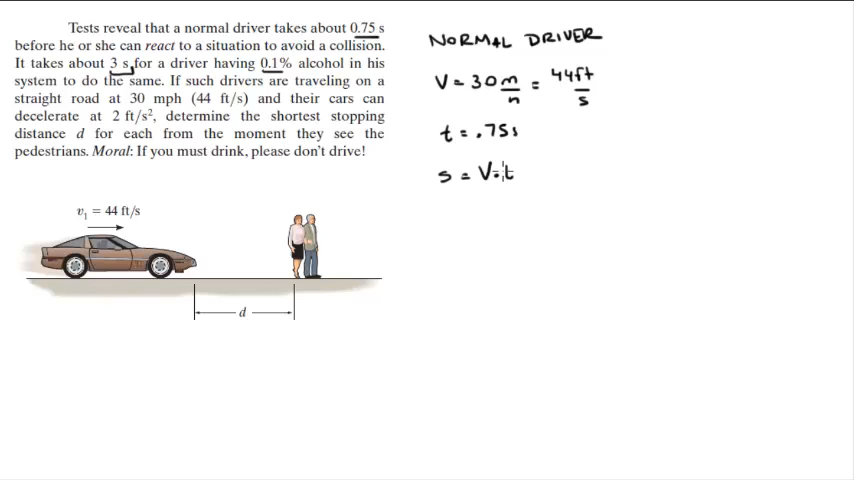 Tests reveal that a normal driver takes about 0.75 s
before he or she can react to a situation to avoid a collision.
It takes about 3 s for a driver having 0.1% alcohol in his
system to do the same. If such drivers are traveling on a
straight road at 30 mph (44 ft/s) and their cars can
decelerate at 2 ft/s², determine the shortest stopping
distance d for each from the moment they see the
pedestrians. Moral: If you must drink, please don't drive!
v₁ = 44 ft/s
d
NORMAL DRIVER
V = 30 m/h = 44ft/s
t = .75s
s = V·t